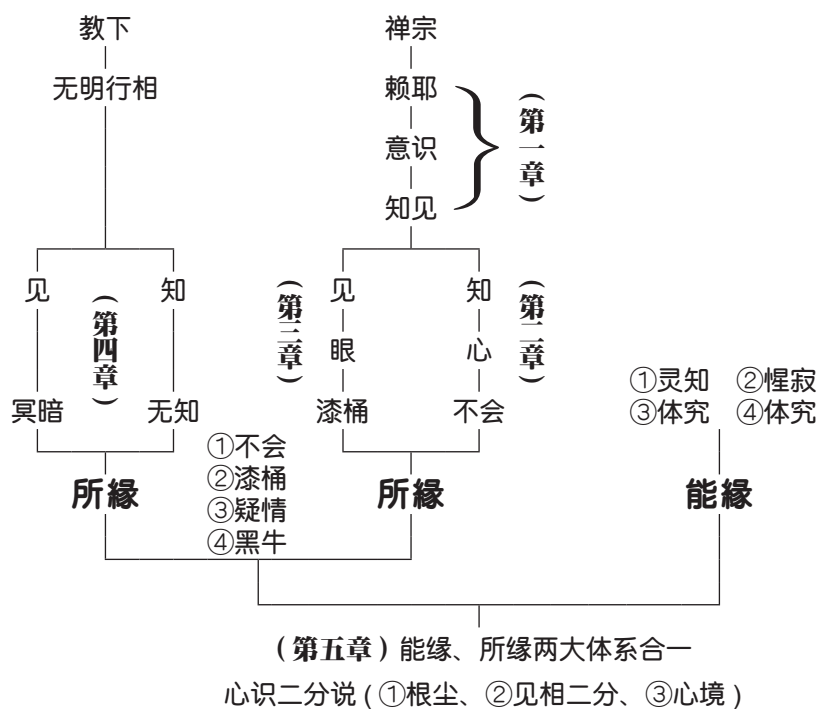 教下
禅宗
无明行相
赖耶
意识
知见
（第一章）
见
知
（第四章）
冥暗
无知
（第三章）
见
眼
漆桶
知
心
不会
（第二章）
①灵知 ②惺寂
③体究 ④体究
①不会
②漆桶
③疑情
④黑牛
所緣
所緣
能緣
（第五章）能缘、所缘两大体系合一
心识二分说（①根尘、②见相二分、③心境）